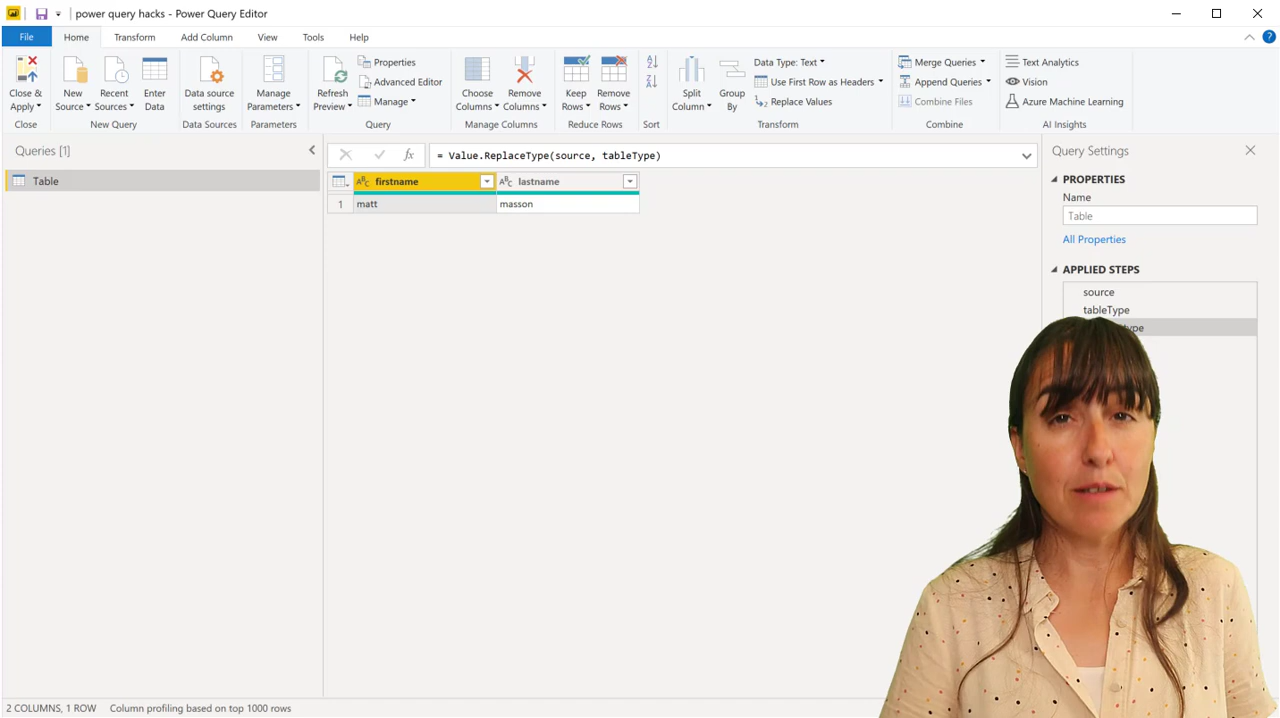 power query hacks - Power Query Editor
File Home Transform Add Column View Tools Help
Close & Apply
New Source
Recent Sources
Enter Data
Data source settings
Manage Parameters
Refresh Preview
Properties
Advanced Editor
Manage
Choose Columns
Remove Columns
Keep Rows
Remove Rows
Split Column
Group By
Data Type: Text
Use First Row as Headers
Replace Values
Merge Queries
Append Queries
Combine Files
Text Analytics
Vision
Azure Machine Learning
Close New Query Data Sources Parameters Query Manage Columns Reduce Rows Sort Transform Combine AI Insights
Queries [1]
Table
fx = Value.ReplaceType(source, tableType)
ABC firstname ABC lastname
1 matt masson
Query Settings
PROPERTIES
Name
Table
All Properties
APPLIED STEPS
source
tableType
2 COLUMNS, 1 ROW Column profiling based on top 1000 rows